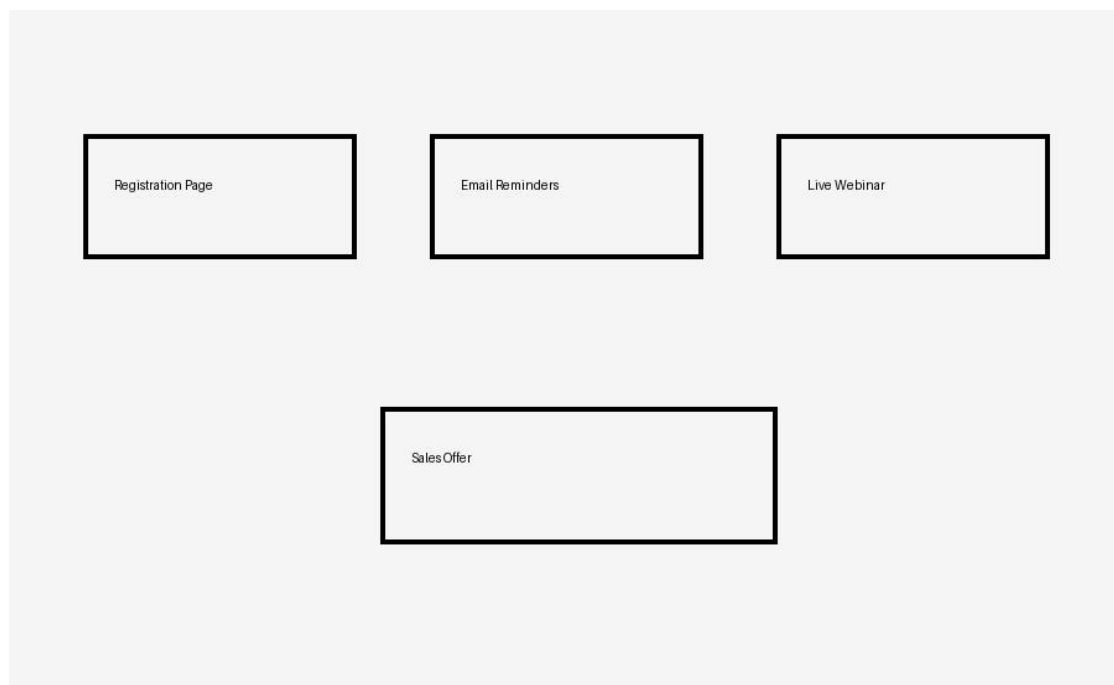 Registration Page
Email Reminders
Live Webinar
Sales Offer